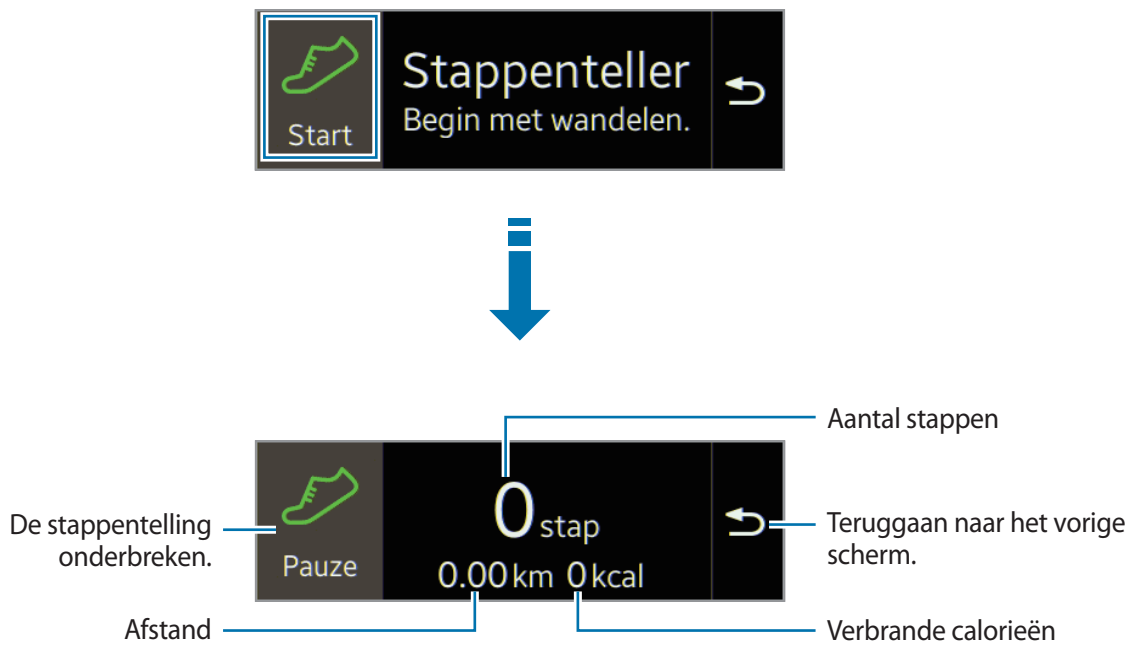 Stappenteller
Begin met wandelen.
Start
Aantal stappen
De stappentelling
onderbreken.
Pauze
0 stap
0.00 km 0 kcal
Teruggaan naar het vorige
scherm.
Afstand
Verbrande calorieën